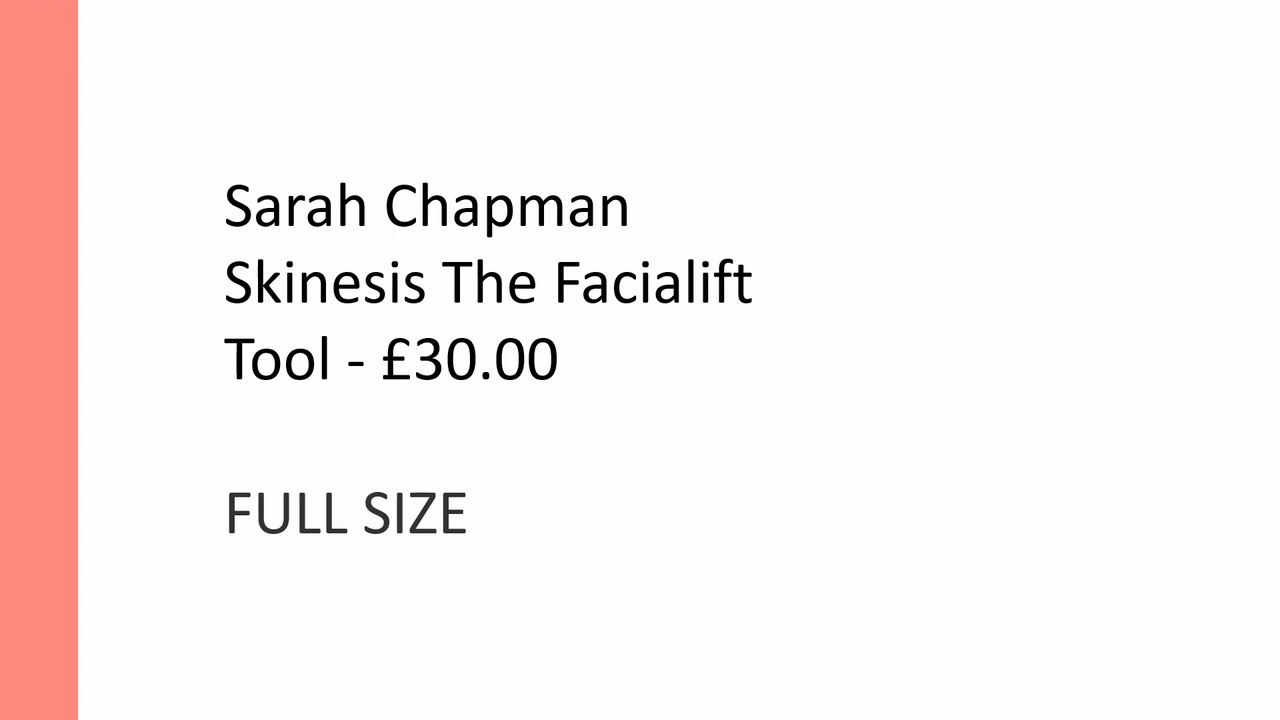 Sarah Chapman
Skinesis The Facialift
Tool - £30.00
FULL SIZE